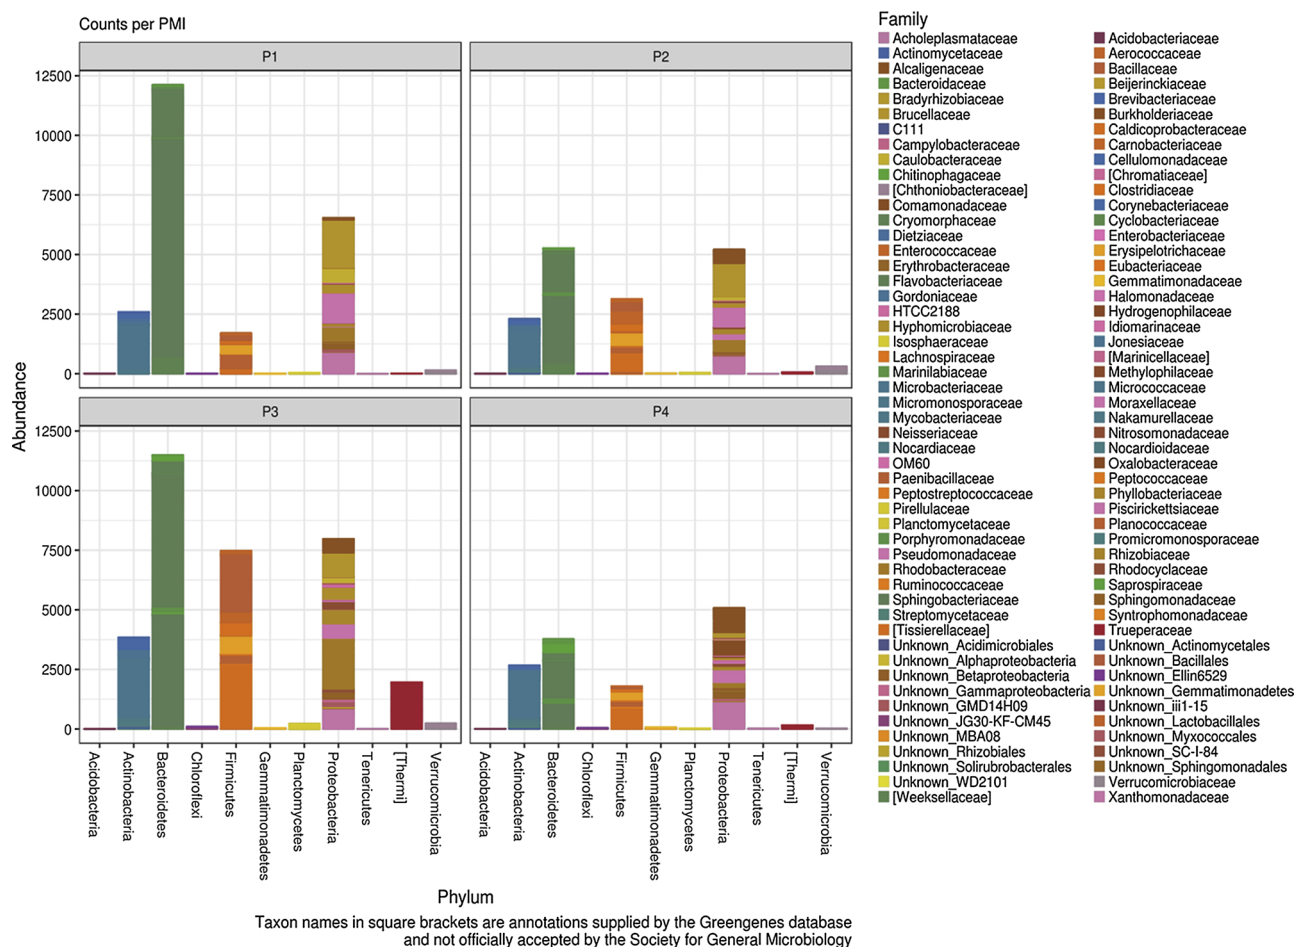 Counts per PMI
P1
P2
12500
10000
7500
5000
2500
0
P3
P4
12500
10000
7500
5000
2500
0
Abundance
Acidobacteria
Actinobacteria
Bacteroidetes
Chloroflexi
Firmicutes
Gemmatimonadetes
Planctomycetes
Proteobacteria
Tenericutes
[Thermi]
Verrucomicrobia
Acidobacteria
Actinobacteria
Bacteroidetes
Chloroflexi
Firmicutes
Gemmatimonadetes
Planctomycetes
Proteobacteria
Tenericutes
[Thermi]
Verrucomicrobia
Phylum
Taxon names in square brackets are annotations supplied by the Greengenes database
and not officially accepted by the Society for General Microbiology
Family
Acholeplasmataceae
Actinomycetaceae
Alcaligenaceae
Bacteroidaceae
Bradyrhizobiaceae
Brucellaceae
C111
Campylobacteraceae
Caulobacteraceae
Chitinophagaceae
[Chthoniobacteraceae]
Comamonadaceae
Cryomorphaceae
Dietziaceae
Enterococcaceae
Erythrobacteraceae
Flavobacteriaceae
Gordoniaceae
HTCC2188
Hyphomicrobiaceae
Isosphaeraceae
Lachnospiraceae
Marinilabiaceae
Microbacteriaceae
Micromonosporaceae
Mycobacteriaceae
Neisseriaceae
Nocardiaceae
OM60
Paenibacillaceae
Peptostreptococcaceae
Pirellulaceae
Planctomycetaceae
Porphyromonadaceae
Pseudomonadaceae
Rhodobacteraceae
Ruminococcaceae
Sphingobacteriaceae
Streptomycetaceae
[Tissierellaceae]
Unknown_Acidimicrobiales
Unknown_Alphaproteobacteria
Unknown_Betaproteobacteria
Unknown_Gammaproteobacteria
Unknown_GMD14H09
Unknown_JG30-KF-CM45
Unknown_MBA08
Unknown_Rhizobiales
Unknown_Solirubrobacterales
Unknown_WD2101
[Weeksellaceae]
Acidobacteriaceae
Aerococcaceae
Bacillaceae
Beijerinckiaceae
Brevibacteriaceae
Burkholderiaceae
Caldicoprobacteraceae
Carnobacteriaceae
Cellulomonadaceae
[Chromatiaceae]
Clostridiaceae
Corynebacteriaceae
Cyclobacteriaceae
Enterobacteriaceae
Erysipelotrichaceae
Eubacteriaceae
Gemmatimonadaceae
Halomonadaceae
Hydrogenophilaceae
Idiomarinaceae
Jonesiaceae
[Marinicellaceae]
Methylophilaceae
Micrococcaceae
Moraxellaceae
Nakamurellaceae
Nitrosomonadaceae
Nocardioidaceae
Oxalobacteraceae
Peptococcaceae
Phyllobacteriaceae
Piscirickettsiaceae
Planococcaceae
Promicromonosporaceae
Rhizobiaceae
Rhodocyclaceae
Saprospiraceae
Sphingomonadaceae
Syntrophomonadaceae
Trueperaceae
Unknown_Actinomycetales
Unknown_Bacillales
Unknown_Ellin6529
Unknown_Gemmatimonadetes
Unknown_iii1-15
Unknown_Lactobacillales
Unknown_Myxococcales
Unknown_SC-I-84
Unknown_Sphingomonadales
Verrucomicrobiaceae
Xanthomonadaceae